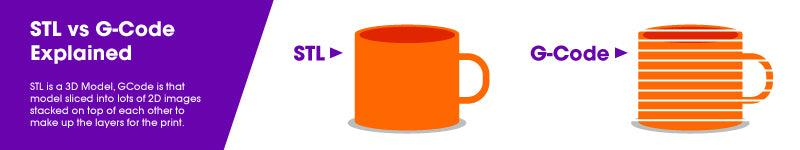 STL vs G-Code
Explained
STL is a 3D Model, GCode is that
model sliced into lots of 2D images
stacked on top of each other to
make up the layers for the print.
STL
G-Code